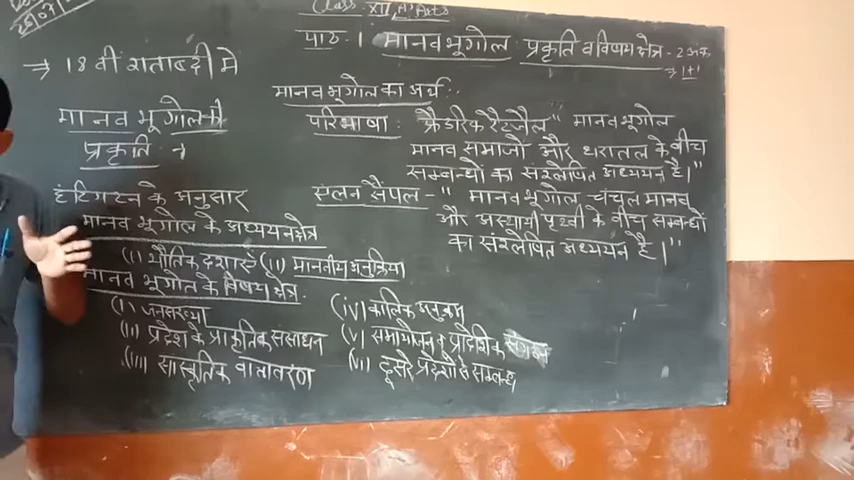 Class - XII Arts
पाठ - 1 मानव भूगोल प्रकृति व विषय क्षेत्र - 2 अंक
→ 1+1
→ 18 वी शताब्दी मे
मानव भूगोल का अर्थ :-
मानव भूगोल की
प्रकृति :→
परिभाषा : फ्रैडरिक रैटजैल " मानव भूगोल
मानव समाजों और धरातल के बीच
सम्बन्धों का संश्लेषित अध्ययन है।"
एलन सैंपल - " मानव भूगोल चंचल मानव
और अस्थायी पृथ्वी के बीच सम्बन्धों
का संश्लेषित अध्ययन है।"
हंटिगटन के अनुसार
मानव भूगोल के अध्ययन क्षेत्र
(i) भौतिक दशाएँ (ii) मानवीय अनुक्रिया
मानव भूगोल के विषय क्षेत्र
(i) जनसंख्या
(ii) प्रदेश के प्राकृतिक संसाधन
(iii) सास्कृतिक वातावरण
(iv) कालिक अनुक्रम
(v) समायोजन व प्रादेशिक संगठन
(vi) दूसरे प्रदेशों से सम्बन्ध